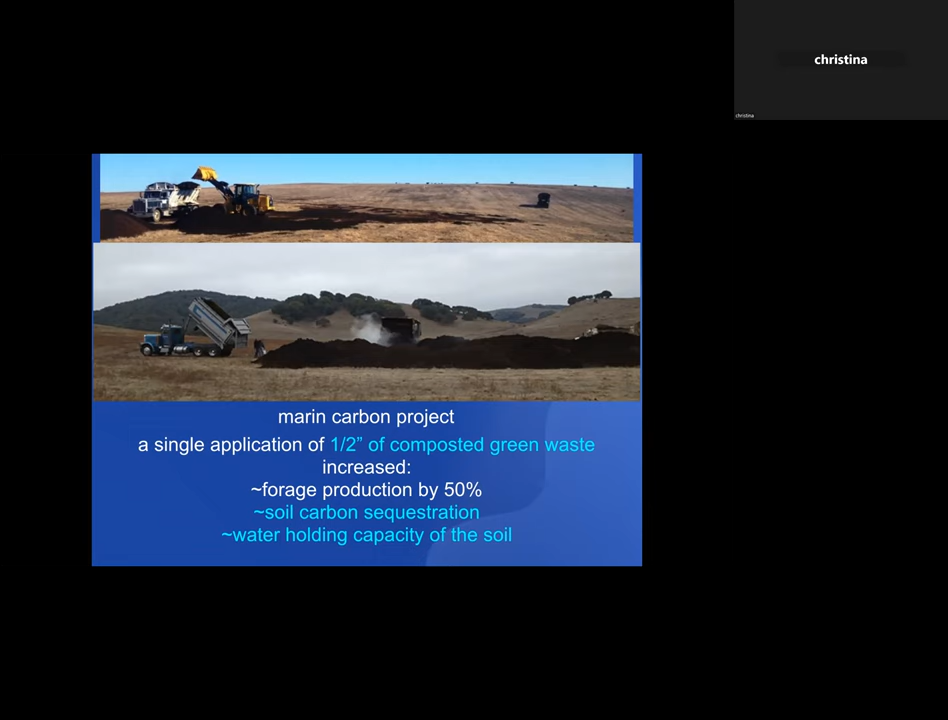 christina
christina
marin carbon project
a single application of 1/2” of composted green waste
increased:
~forage production by 50%
~soil carbon sequestration
~water holding capacity of the soil